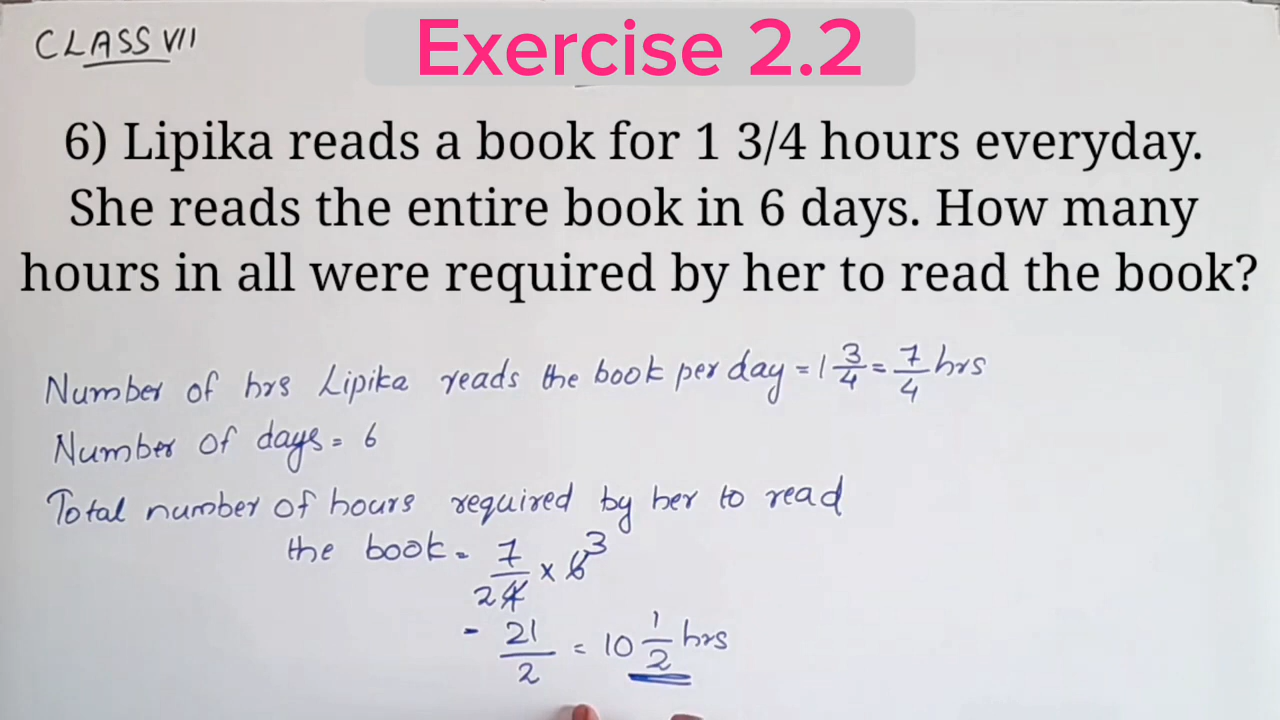 CLASS VII
Exercise 2.2
6) Lipika reads a book for 1 3/4 hours everyday.
She reads the entire book in 6 days. How many
hours in all were required by her to read the book?
Number of hrs Lipika reads the book per day = 1 3/4 = 7/4 hrs
Number of days = 6
Total number of hours required by her to read
the book = 7/2 4 × 6 3
- 21/2 = 10 1/2 hrs